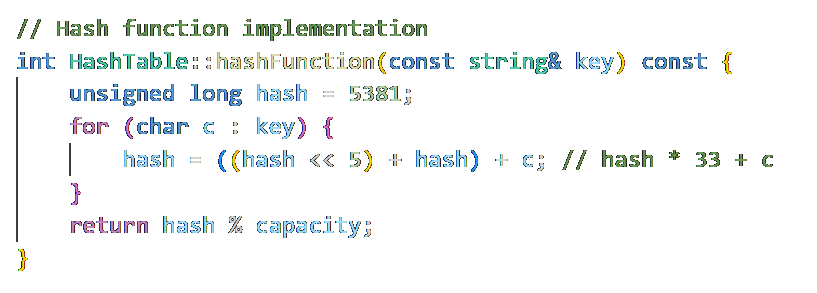 // Hash function implementation
int HashTable::hashFunction(const string& key) const {
    unsigned long hash = 5381;
    for (char c : key) {
        hash = ((hash << 5) + hash) + c; // hash * 33 + c
    }
    return hash % capacity;
}